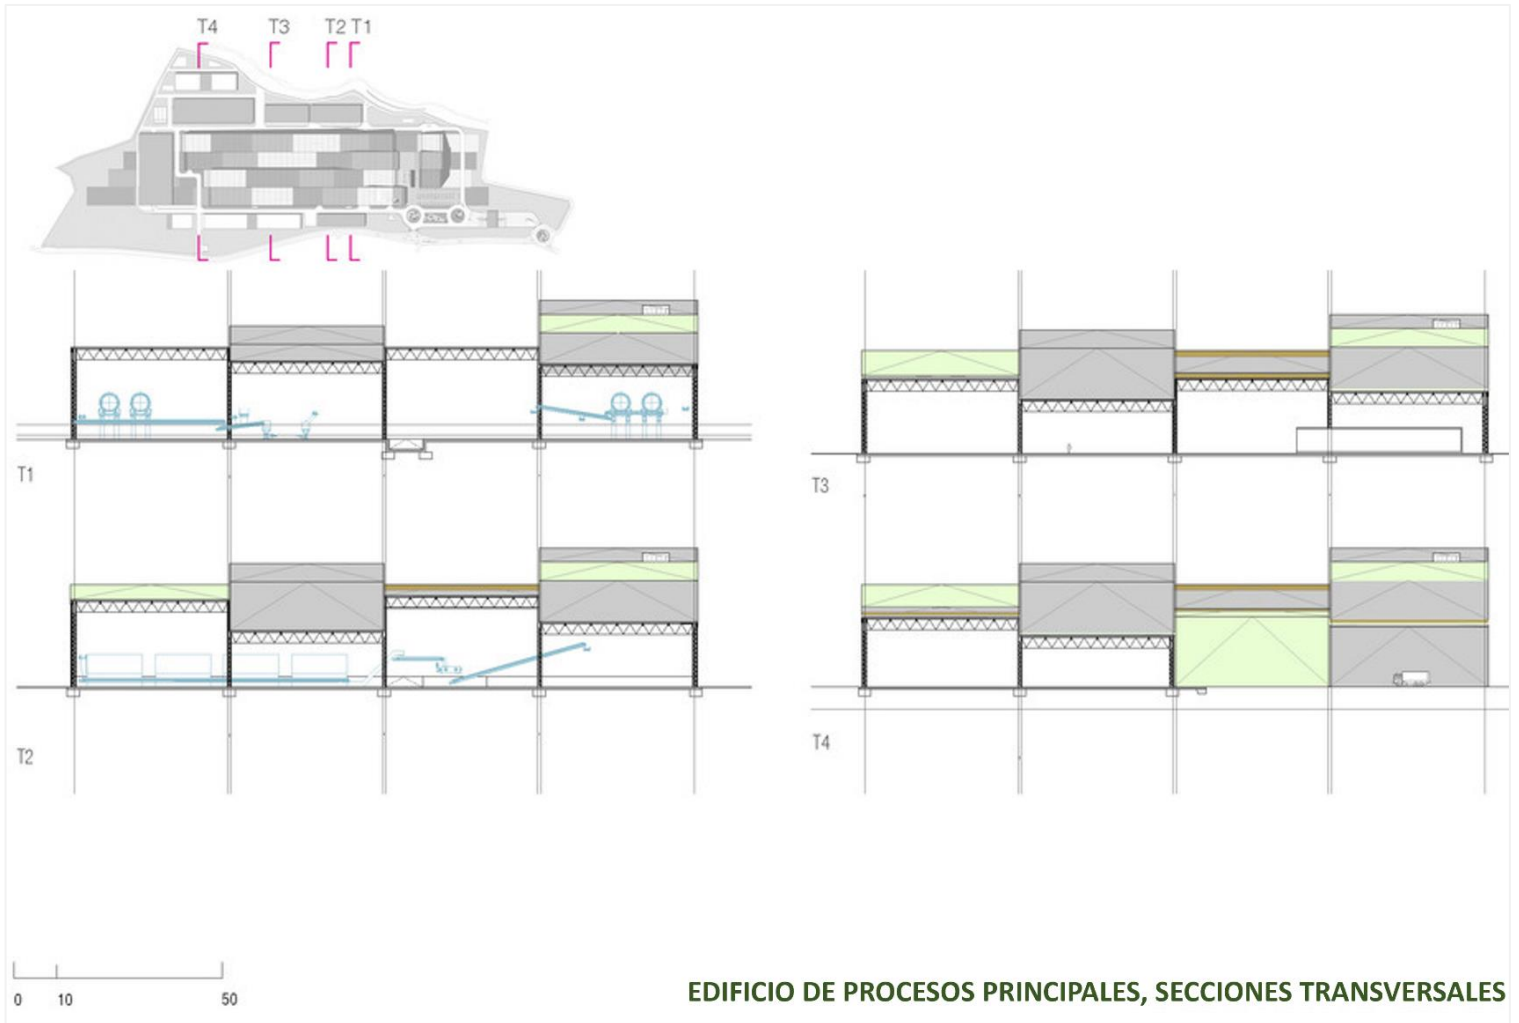 T4 T3 T2 T1
T1
T3
T2
T4
0 10 50
EDIFICIO DE PROCESOS PRINCIPALES, SECCIONES TRANSVERSALES